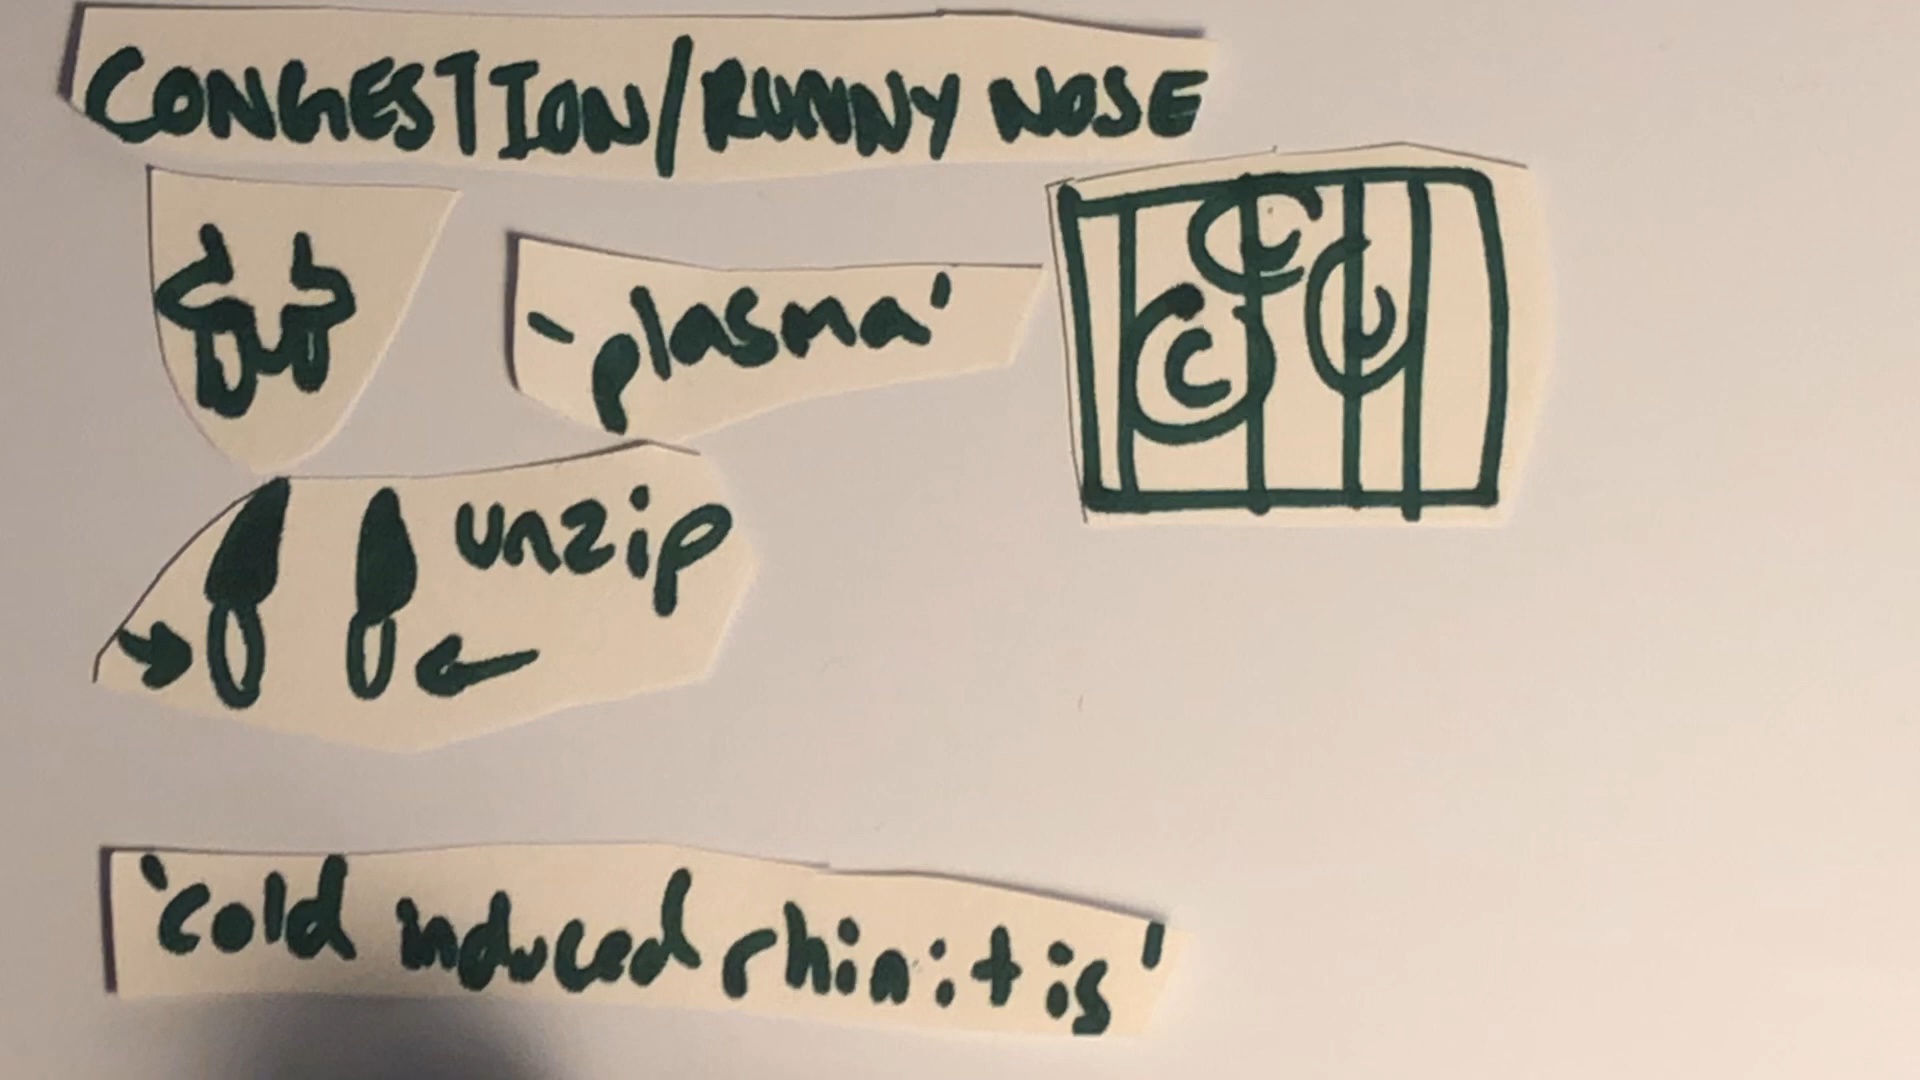 CONGESTION/RUNNY NOSE
'plasma'
C
C
C
unzip
'cold induced rhinitis'